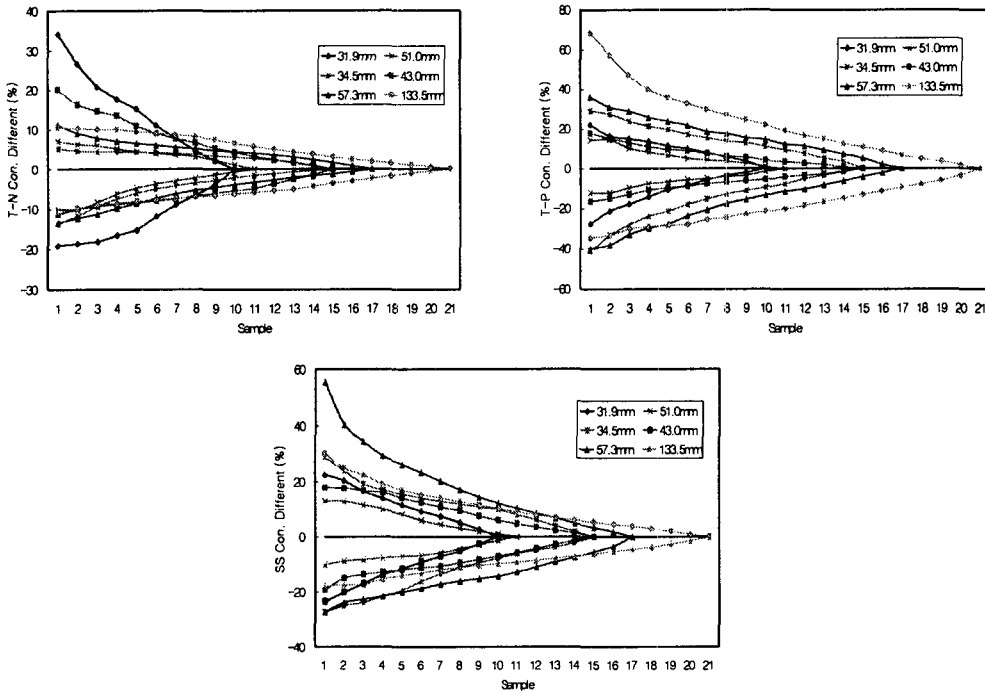 T-N Con. Different (%)
40
30
20
10
0
-10
-20
-30
31.9mm 51.0mm
34.5mm 43.0mm
57.3mm 133.5mm
1 2 3 4 5 6 7 8 9 10 11 12 13 14 15 16 17 18 19 20 21
Sample
T-P Con. Different (%)
80
60
40
20
0
-20
-40
-60
31.9mm 51.0mm
34.5mm 43.0mm
57.3mm 133.5mm
1 2 3 4 5 6 7 8 9 10 11 12 13 14 15 16 17 18 19 20 21
Sample
SS Con. Different (%)
60
40
20
0
-20
-40
31.9mm 51.0mm
34.5mm 43.0mm
57.3mm 133.5mm
1 2 3 4 5 6 7 8 9 10 11 12 13 14 15 16 17 18 19 20 21
Sample